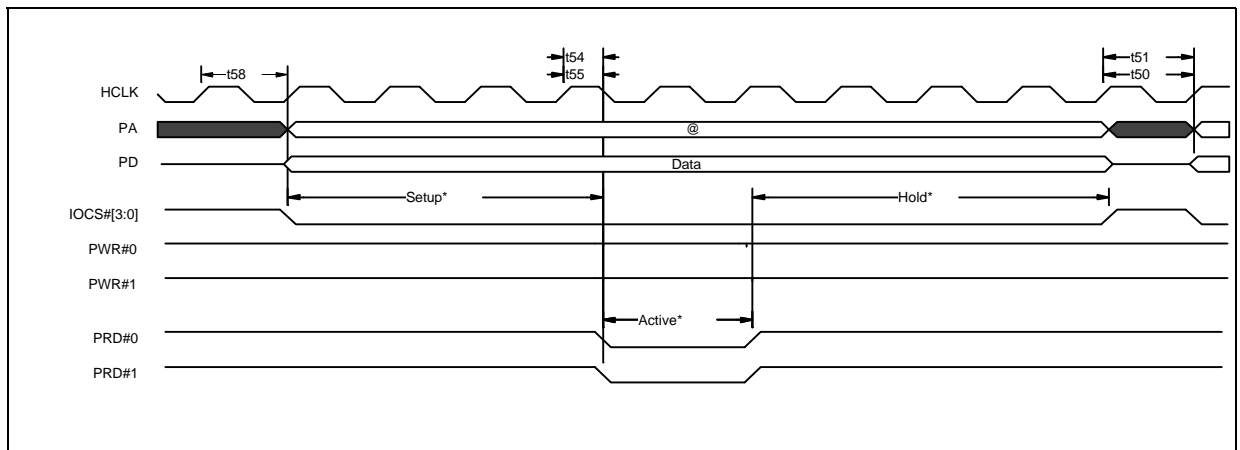 t54
t51
t58
t55
t50
HCLK
PA
@
PD
Data
Setup*
Hold*
IOCS#[3:0]
PWR#0
PWR#1
Active*
PRD#0
PRD#1